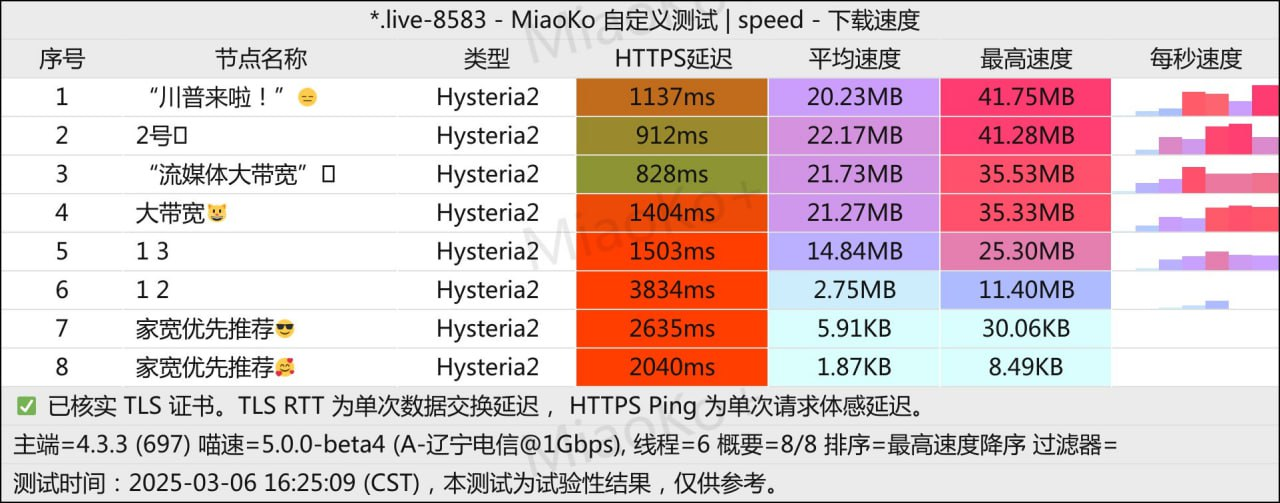 *.live-8583 - MiaoKo 自定义测试 | speed - 下载速度
序号 节点名称 类型 HTTPS延迟 平均速度 最高速度 每秒速度
1 “川普来啦！”😑 Hysteria2 1137ms 20.23MB 41.75MB
2 2号 Hysteria2 912ms 22.17MB 41.28MB
3 “流媒体大带宽” Hysteria2 828ms 21.73MB 35.53MB
4 大带宽😺 Hysteria2 1404ms 21.27MB 35.33MB
5 1 3 Hysteria2 1503ms 14.84MB 25.30MB
6 1 2 Hysteria2 3834ms 2.75MB 11.40MB
7 家宽优先推荐😎 Hysteria2 2635ms 5.91KB 30.06KB
8 家宽优先推荐🥰 Hysteria2 2040ms 1.87KB 8.49KB
✅ 已核实 TLS 证书。TLS RTT 为单次数据交换延迟， HTTPS Ping 为单次请求体感延迟。
主端=4.3.3 (697) 喵速=5.0.0-beta4 (A-辽宁电信@1Gbps), 线程=6 概要=8/8 排序=最高速度降序 过滤器=
测试时间：2025-03-06 16:25:09 (CST)，本测试为试验性结果，仅供参考。
MiaoKo+
MiaoKo+
MiaoKo+